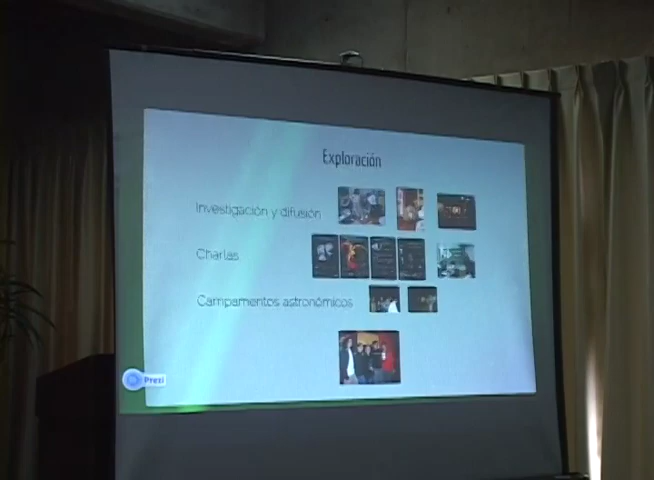 Exploración
Investigación y difusión
Charlas
Campamentos astronómicos
Prezi